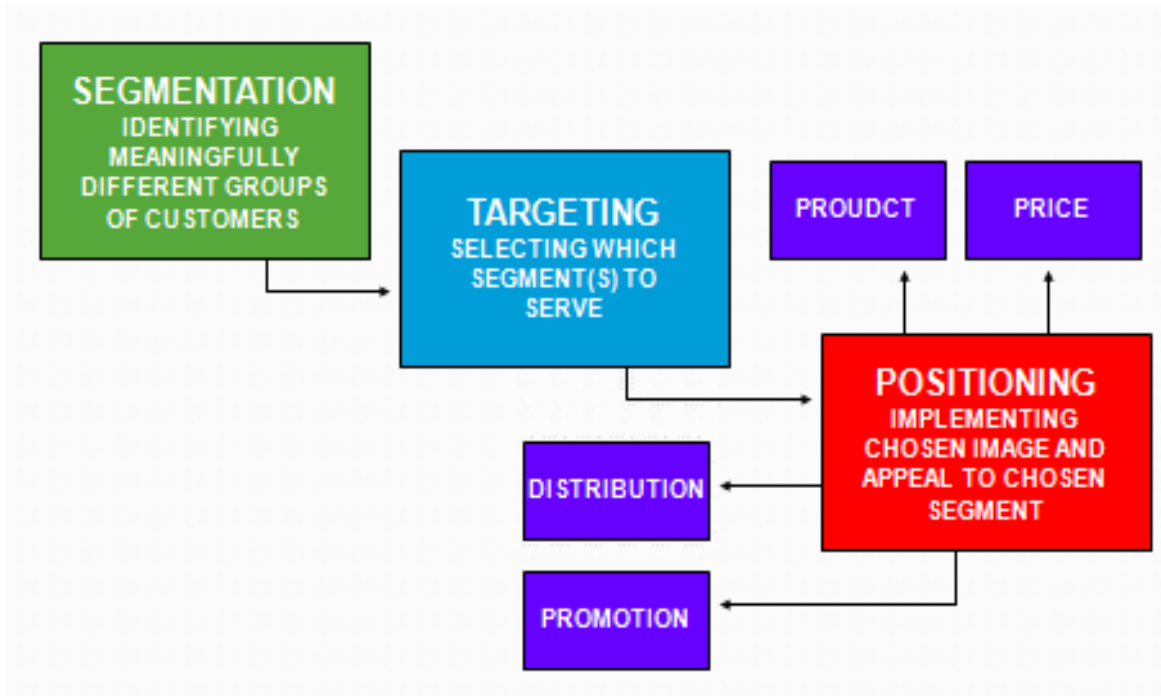 SEGMENTATION
IDENTIFYING
MEANINGFULLY
DIFFERENT GROUPS
OF CUSTOMERS
TARGETING
SELECTING WHICH
SEGMENT(S) TO
SERVE
PROUDCT
PRICE
POSITIONING
IMPLEMENTING
CHOSEN IMAGE AND
APPEAL TO CHOSEN
SEGMENT
DISTRIBUTION
PROMOTION